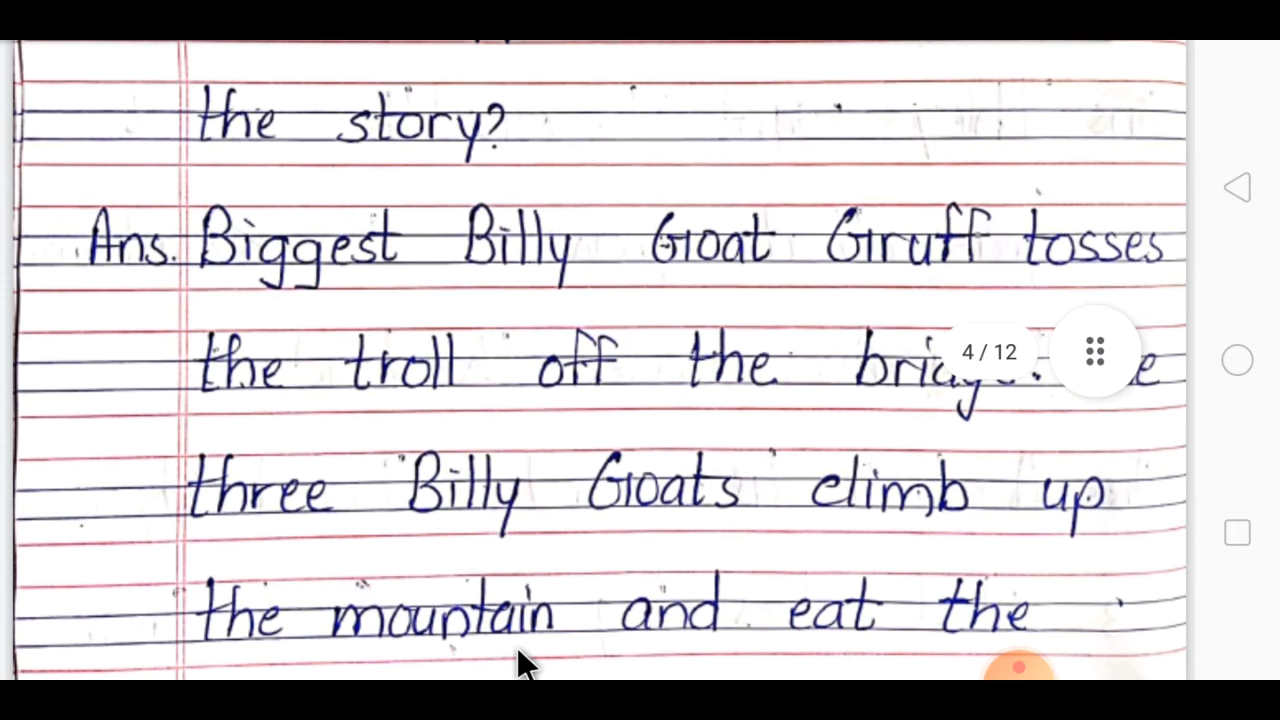 the story?
Ans. Biggest Billy Goat Gruff tosses
the troll off the
4 / 12
three Billy Goats climb up
the mountain and eat the